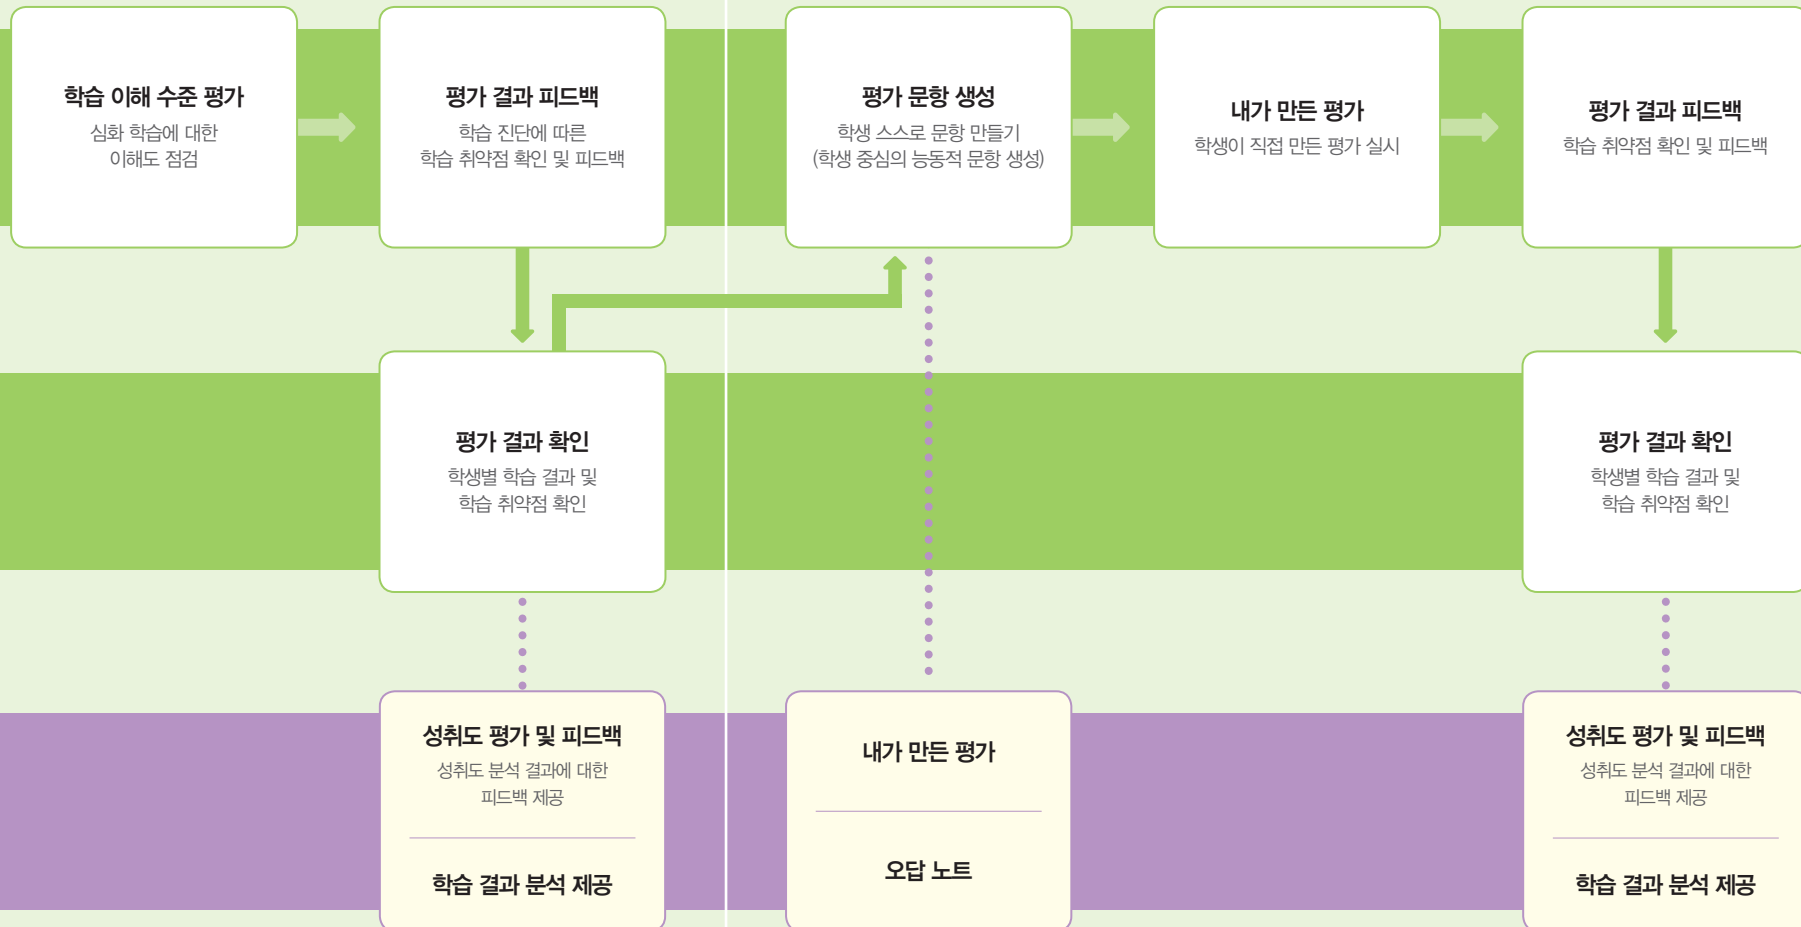 학습 이해 수준 평가
심화 학습에 대한
이해도 점검
평가 결과 피드백
학습 진단에 따른
학습 취약점 확인 및 피드백
평가 문항 생성
학생 스스로 문항 만들기
(학생 중심의 능동적 문항 생성)
내가 만든 평가
학생이 직접 만든 평가 실시
평가 결과 피드백
학습 취약점 확인 및 피드백
평가 결과 확인
학생별 학습 결과 및
학습 취약점 확인
평가 결과 확인
학생별 학습 결과 및
학습 취약점 확인
성취도 평가 및 피드백
성취도 분석 결과에 대한
피드백 제공
학습 결과 분석 제공
내가 만든 평가
오답 노트
성취도 평가 및 피드백
성취도 분석 결과에 대한
피드백 제공
학습 결과 분석 제공